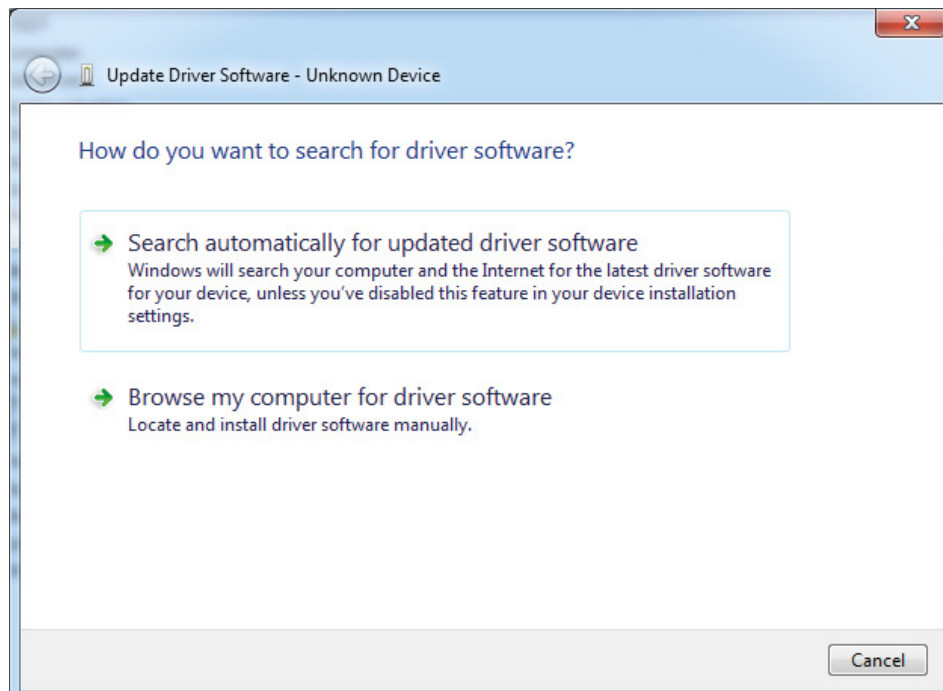 Update Driver Software - Unknown Device
How do you want to search for driver software?
Search automatically for updated driver software
Windows will search your computer and the Internet for the latest driver software
for your device, unless you've disabled this feature in your device installation
settings.
Browse my computer for driver software
Locate and install driver software manually.
Cancel